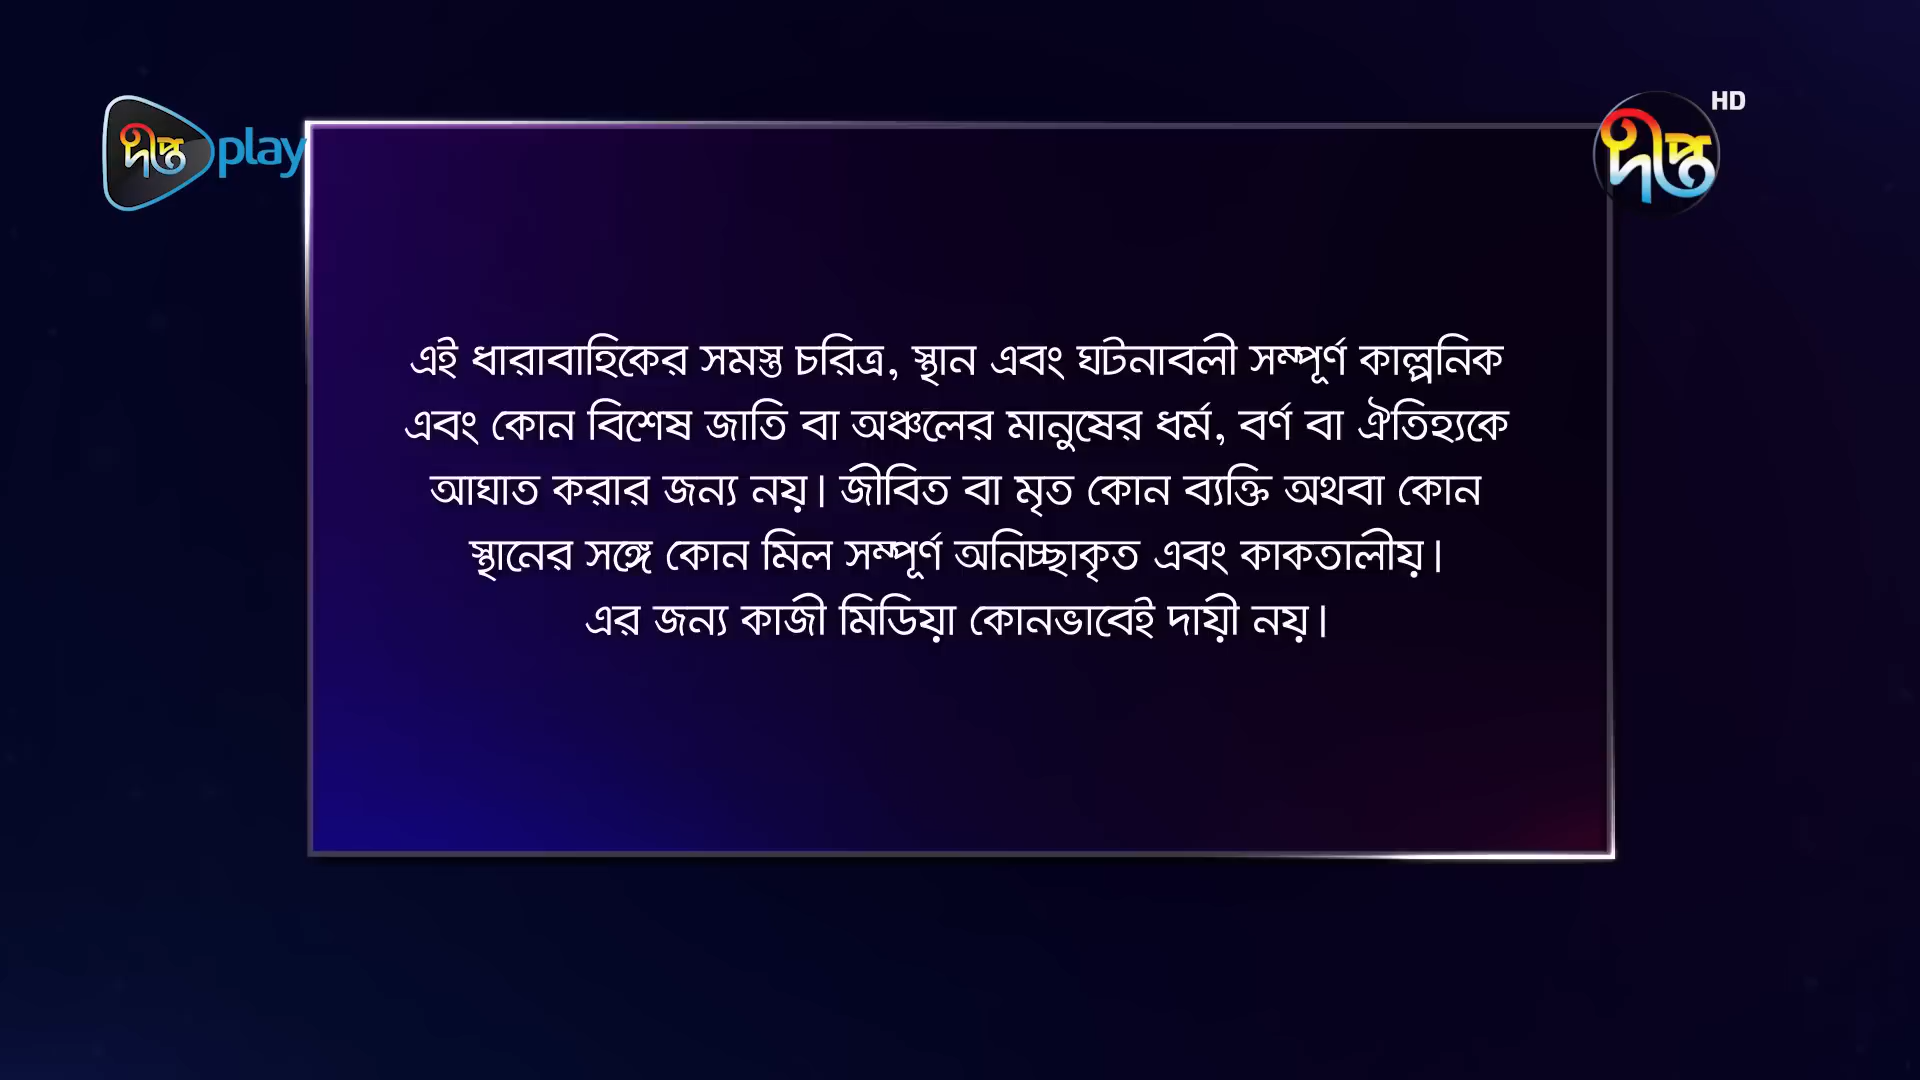 দীপ্ত play
দীপ্ত HD
এই ধারাবাহিকের সমস্ত চরিত্র, স্থান এবং ঘটনাবলী সম্পূর্ণ কাল্পনিক
এবং কোন বিশেষ জাতি বা অঞ্চলের মানুষের ধর্ম, বর্ণ বা ঐতিহ্যকে
আঘাত করার জন্য নয়। জীবিত বা মৃত কোন ব্যক্তি অথবা কোন
স্থানের সঙ্গে কোন মিল সম্পূর্ণ অনিচ্ছাকৃত এবং কাকতালীয়।
এর জন্য কাজী মিডিয়া কোনভাবেই দায়ী নয়।